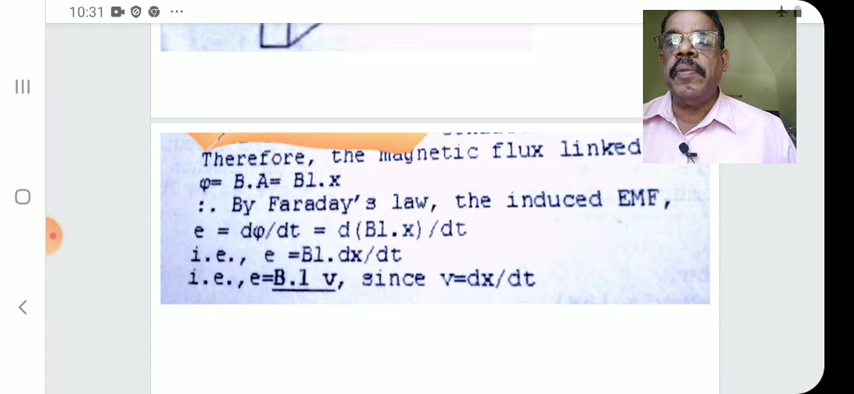 10:31
Therefore, the magnetic flux linked
φ= B.A= Bl.x
:. By Faraday's law, the induced EMF,
e = dφ/dt = d(Bl.x)/dt
i.e., e =Bl.dx/dt
i.e.,e=B.l v, since v=dx/dt